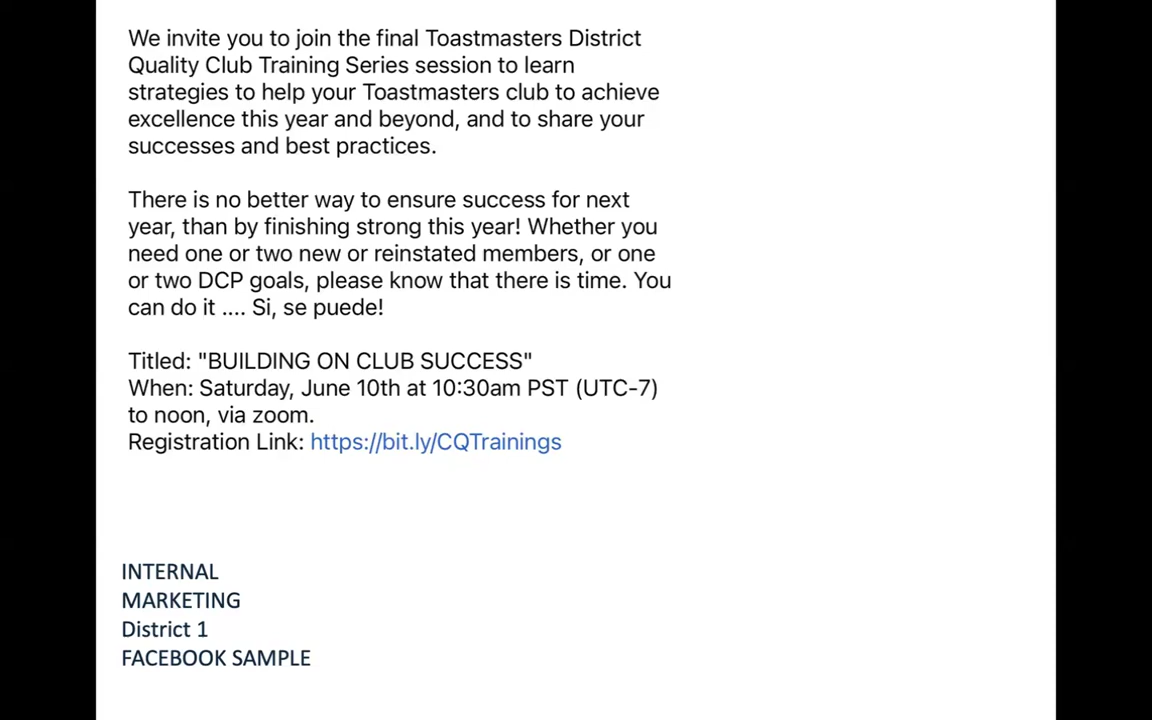 We invite you to join the final Toastmasters District
Quality Club Training Series session to learn
strategies to help your Toastmasters club to achieve
excellence this year and beyond, and to share your
successes and best practices.
There is no better way to ensure success for next
year, than by finishing strong this year! Whether you
need one or two new or reinstated members, or one
or two DCP goals, please know that there is time. You
can do it .... Si, se puede!
Titled: "BUILDING ON CLUB SUCCESS"
When: Saturday, June 10th at 10:30am PST (UTC-7)
to noon, via zoom.
Registration Link: https://bit.ly/CQTrainings
INTERNAL
MARKETING
District 1
FACEBOOK SAMPLE